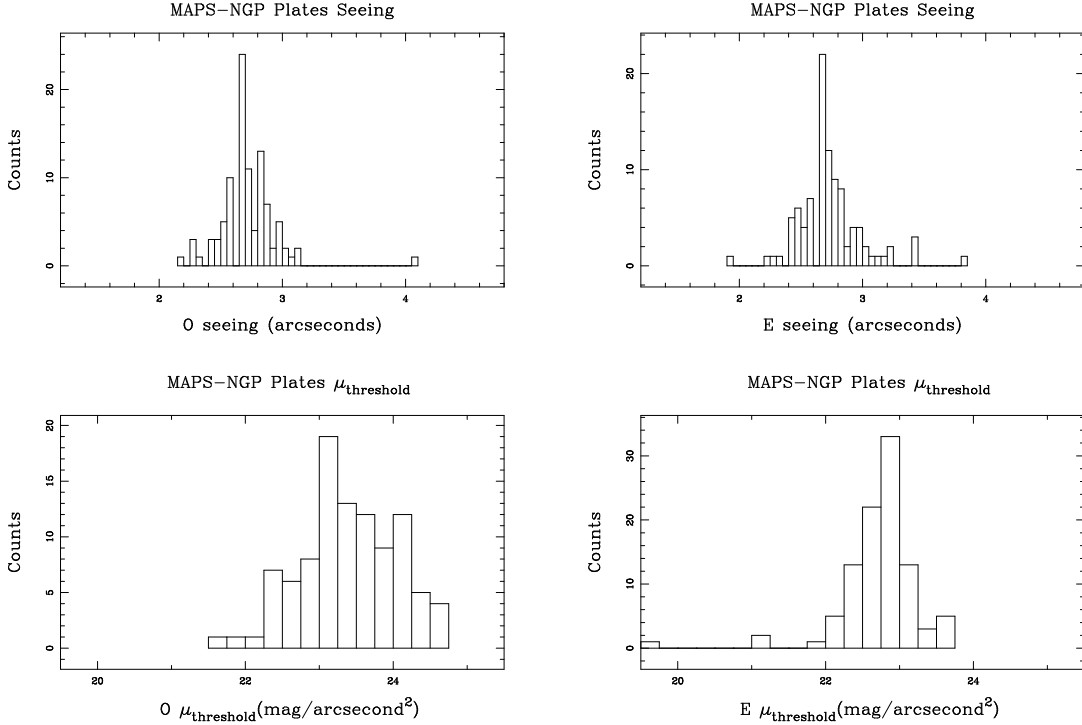 MAPS-NGP Plates Seeing
Counts
0
10
20
2
3
4
O seeing (arcseconds)
MAPS-NGP Plates Seeing
Counts
0
10
20
2
3
4
E seeing (arcseconds)
MAPS-NGP Plates μthreshold
Counts
0
5
10
15
20
20
22
24
O μthreshold(mag/arcsecond²)
MAPS-NGP Plates μthreshold
Counts
0
10
20
30
20
22
24
E μthreshold(mag/arcsecond²)